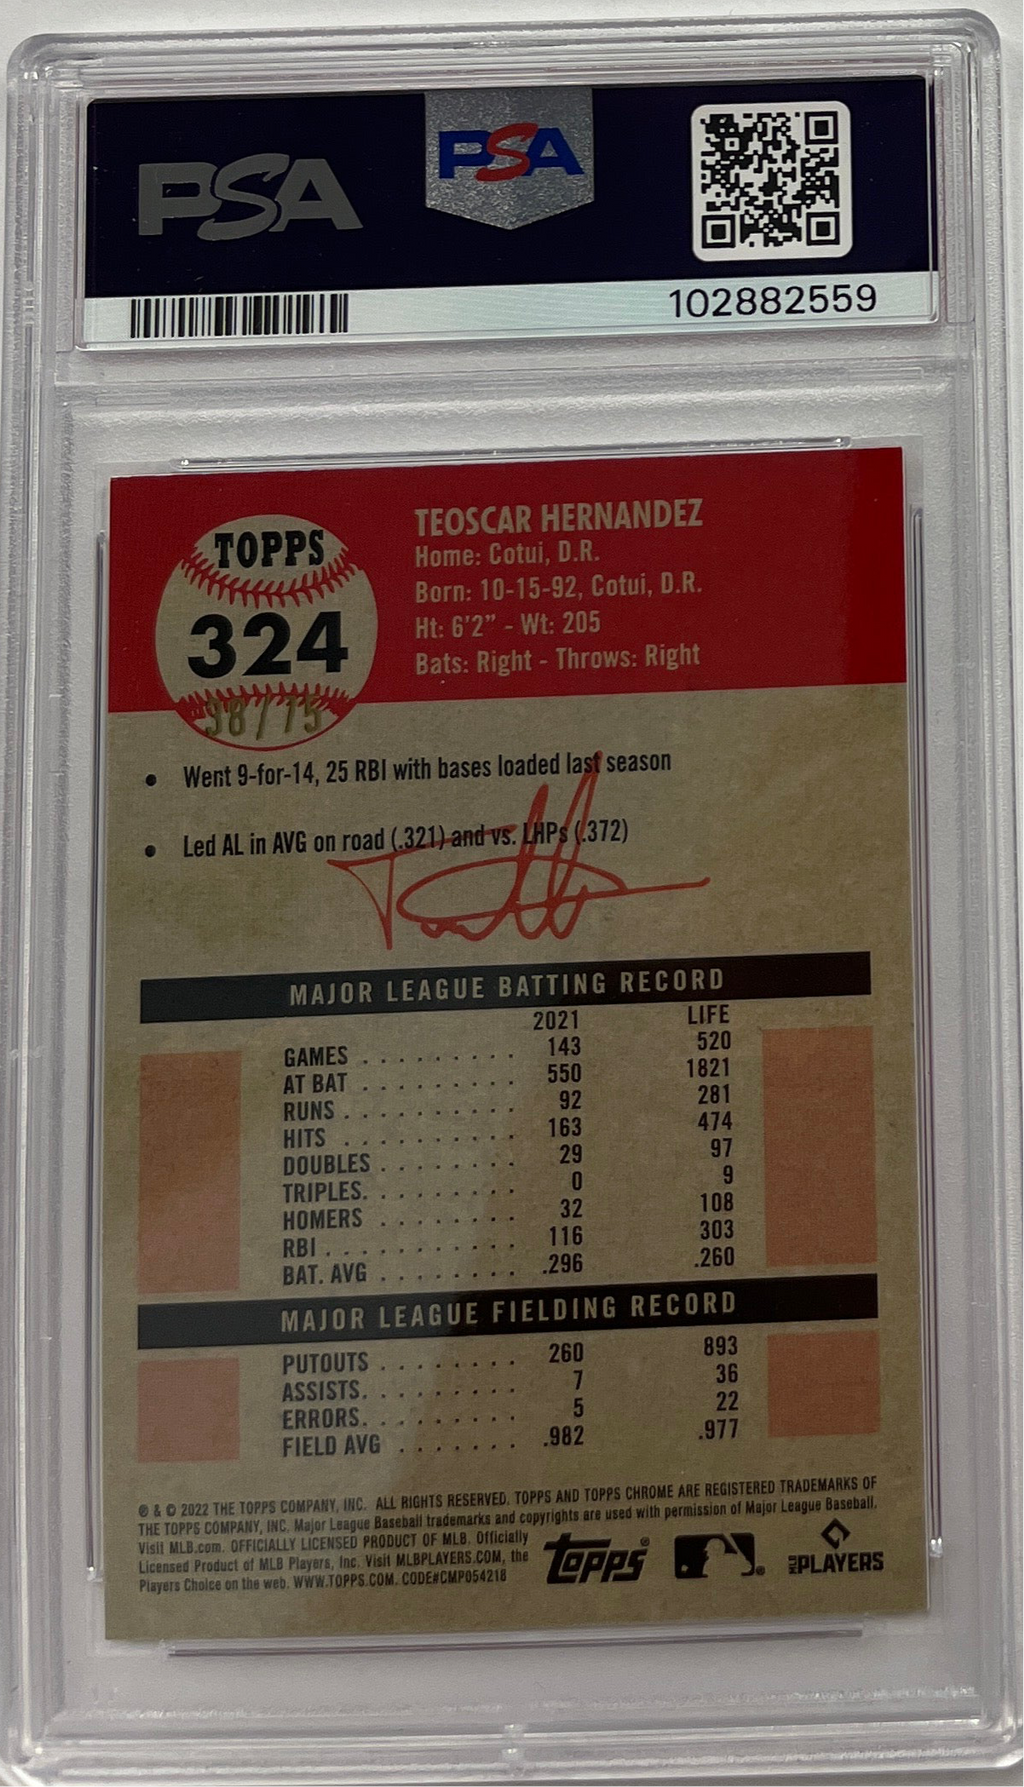 PSA
PSA
102882559
TOPPS
324
38/75
TEOSCAR HERNANDEZ
Home: Cotui, D.R.
Born: 10-15-92, Cotui, D.R.
Ht: 6'2" - Wt: 205
Bats: Right - Throws: Right
• Went 9-for-14, 25 RBI with bases loaded last season
• Led AL in AVG on road (.321) and vs. LHPs (.372)
MAJOR LEAGUE BATTING RECORD
2021 LIFE
GAMES . . . . . . . . . 143 520
AT BAT . . . . . . . . . 550 1821
RUNS . . . . . . . . . . 92 281
HITS . . . . . . . . . . 163 474
DOUBLES . . . . . . . . 29 97
TRIPLES. . . . . . . . . 0 9
HOMERS . . . . . . . . 32 108
RBI . . . . . . . . . . . 116 303
BAT. AVG . . . . . . . . .296 .260
MAJOR LEAGUE FIELDING RECORD
PUTOUTS . . . . . . . . 260 893
ASSISTS. . . . . . . . . 7 36
ERRORS. . . . . . . . . 5 22
FIELD AVG . . . . . . . .982 .977
® & © 2022 THE TOPPS COMPANY, INC. ALL RIGHTS RESERVED. TOPPS AND TOPPS CHROME ARE REGISTERED TRADEMARKS OF
THE TOPPS COMPANY, INC. Major League Baseball trademarks and copyrights are used with permission of Major League Baseball.
Visit MLB.com. OFFICIALLY LICENSED PRODUCT OF MLB. Officially
Licensed Product of MLB Players, Inc. Visit MLBPLAYERS.COM, the
Players Choice on the web. WWW.TOPPS.COM. CODE#CMP054218
topps®
MLB PLAYERS